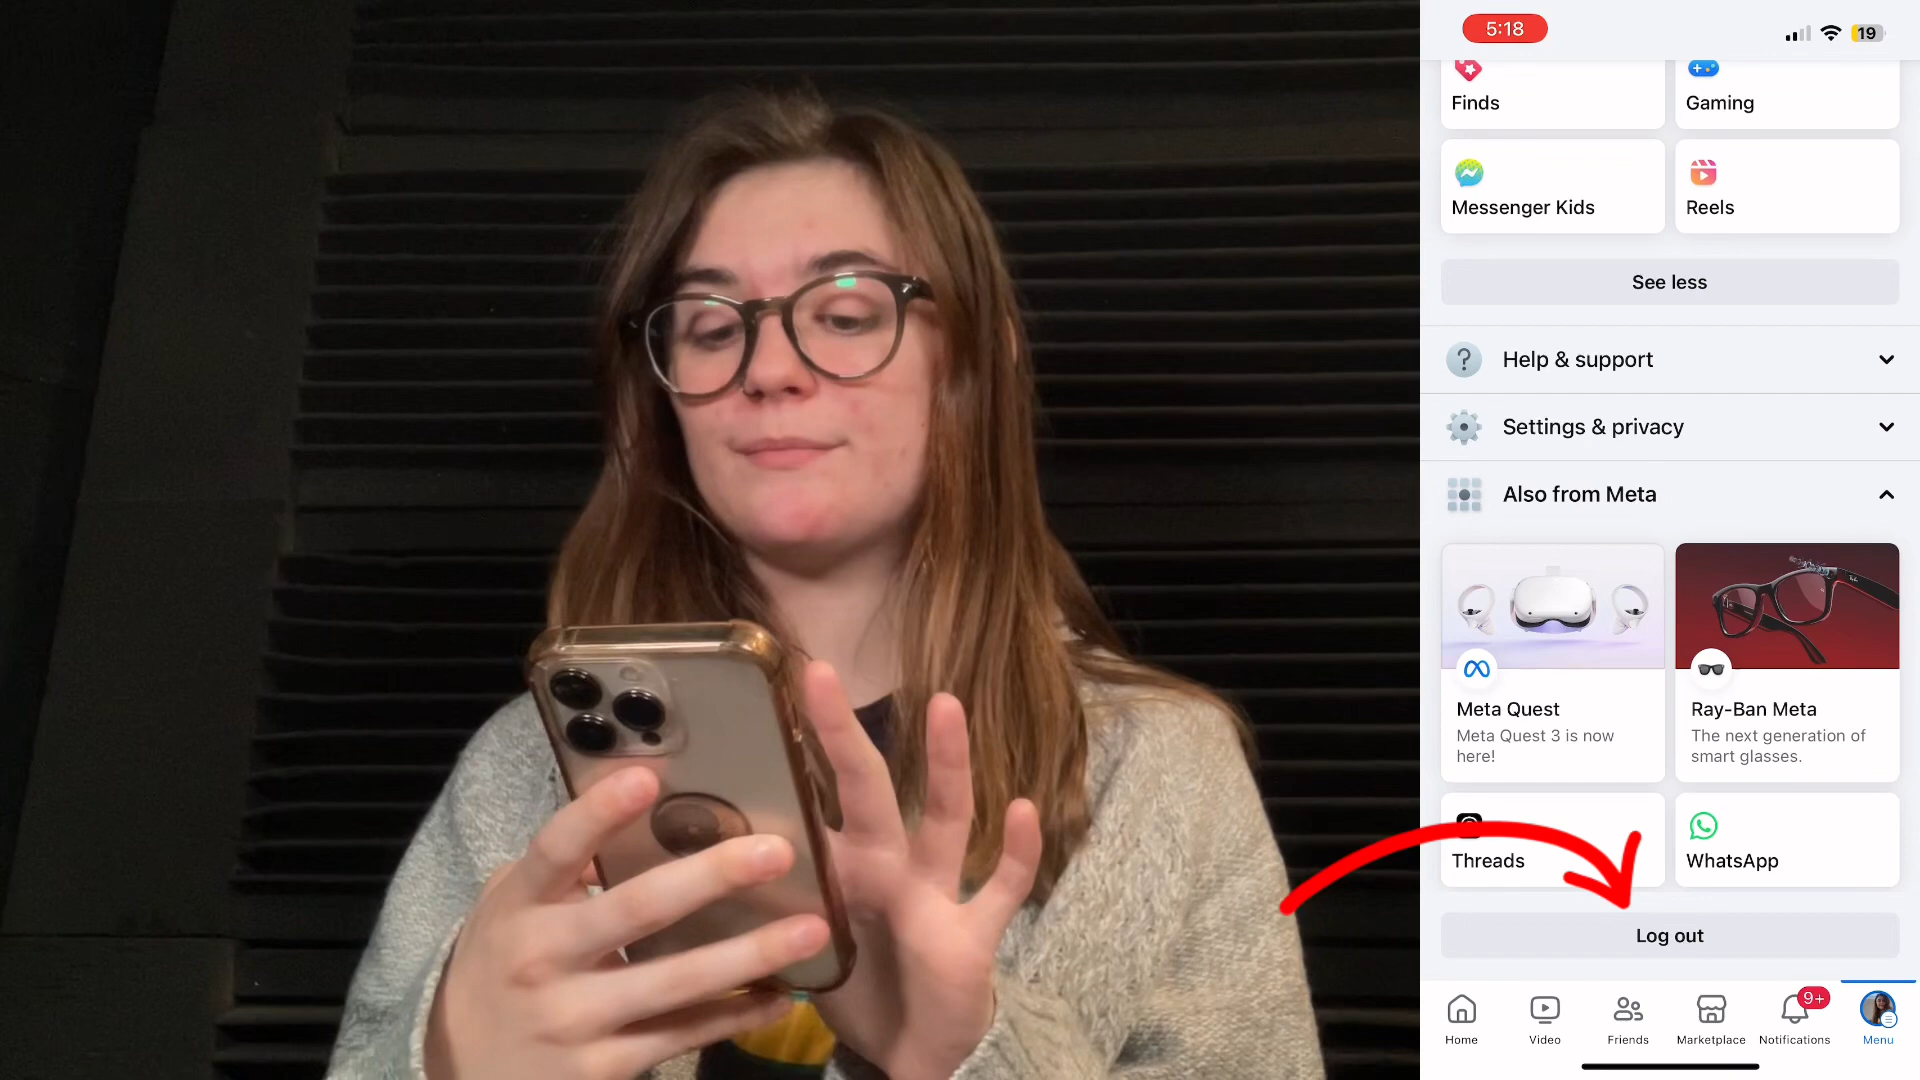 5:18
19
Finds
Gaming
Messenger Kids
Reels
See less
Help & support
Settings & privacy
Also from Meta
Meta Quest
Meta Quest 3 is now
here!
Ray-Ban Meta
The next generation of
smart glasses.
Threads
WhatsApp
Log out
9+
Home
Video
Friends
Marketplace
Notifications
Menu